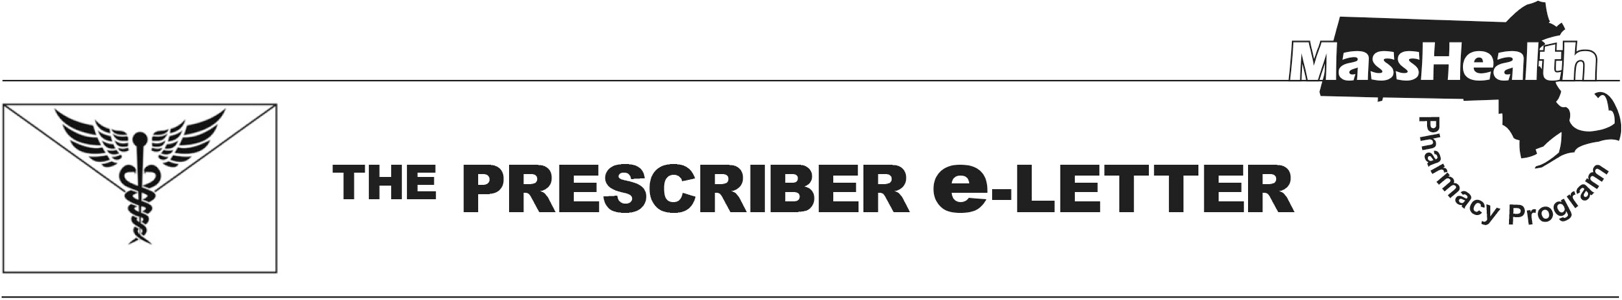 MassHealth
Pharmacy Program
THE PRESCRIBER e-LETTER